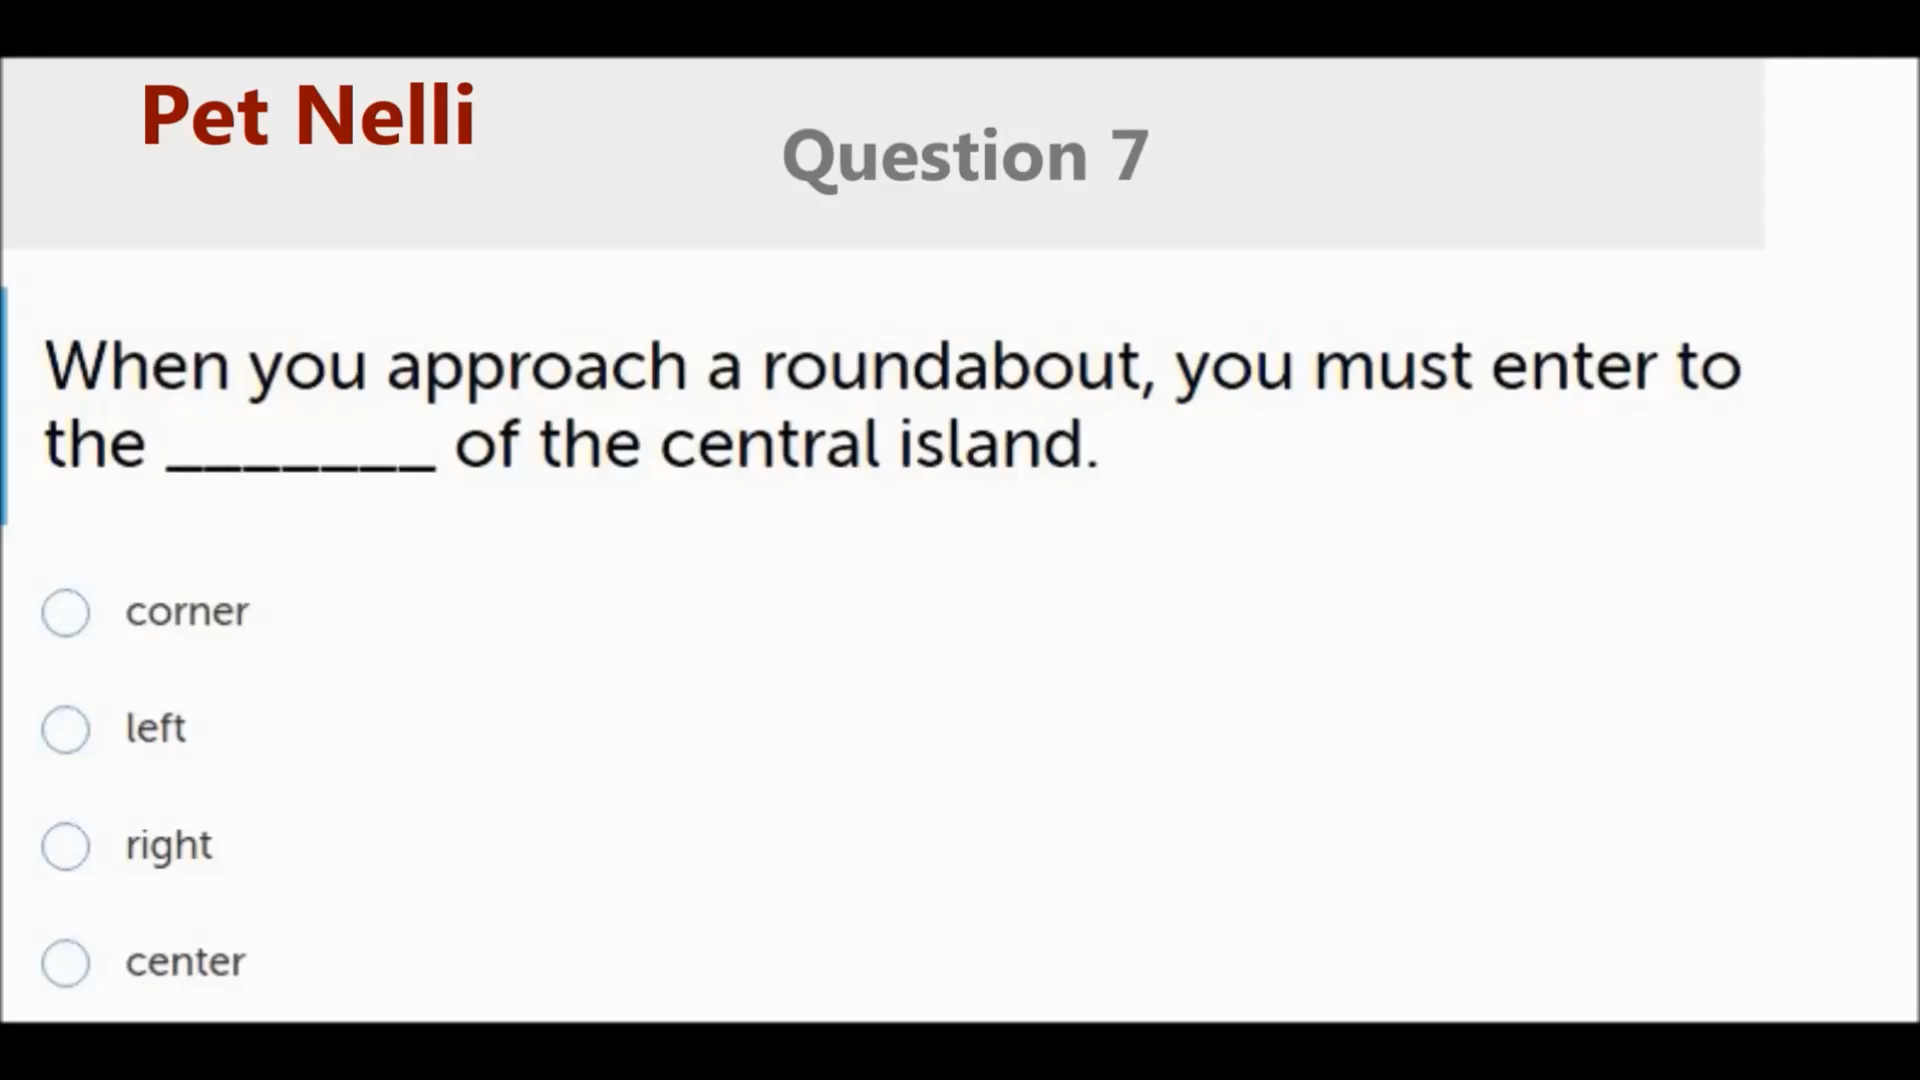 Pet Nelli
Question 7
When you approach a roundabout, you must enter to
the _______ of the central island.
corner
left
right
center